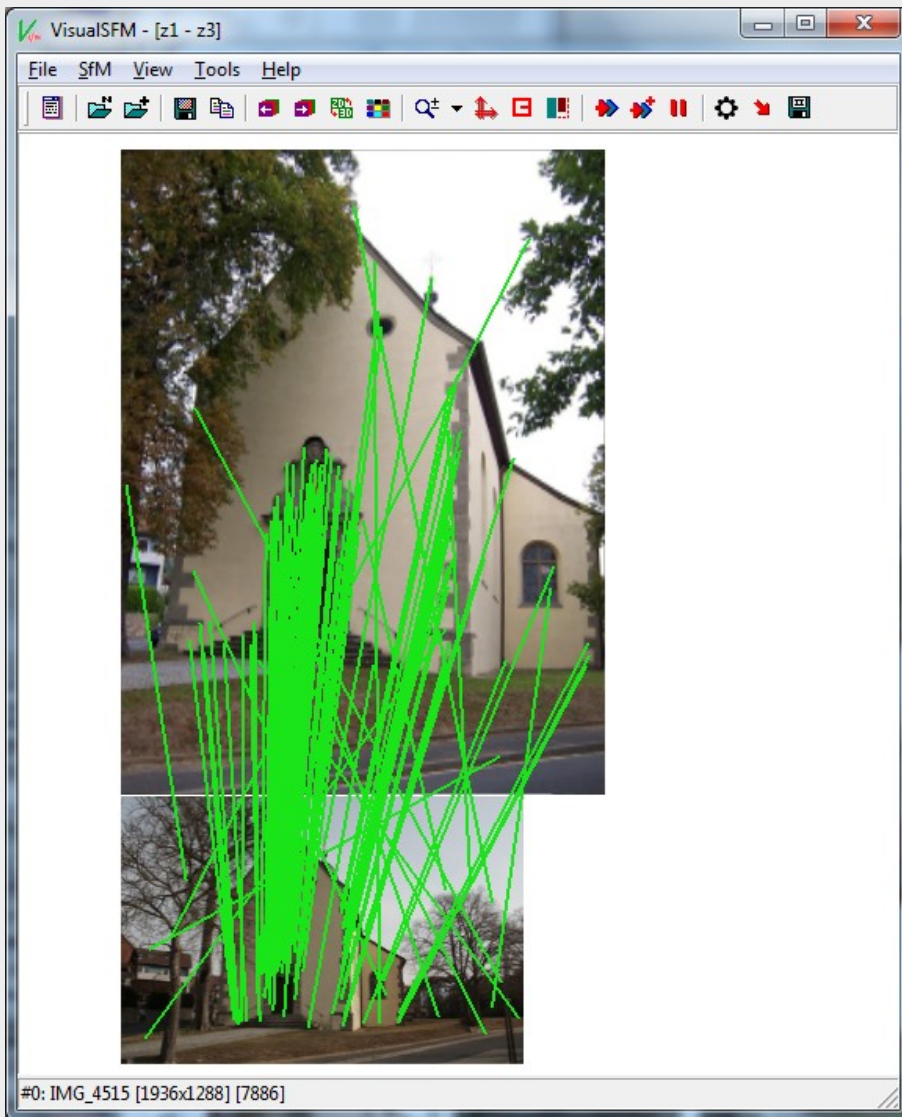 VisualSFM - [z1 - z3]
File SfM View Tools Help
#0: IMG_4515 [1936x1288] [7886]